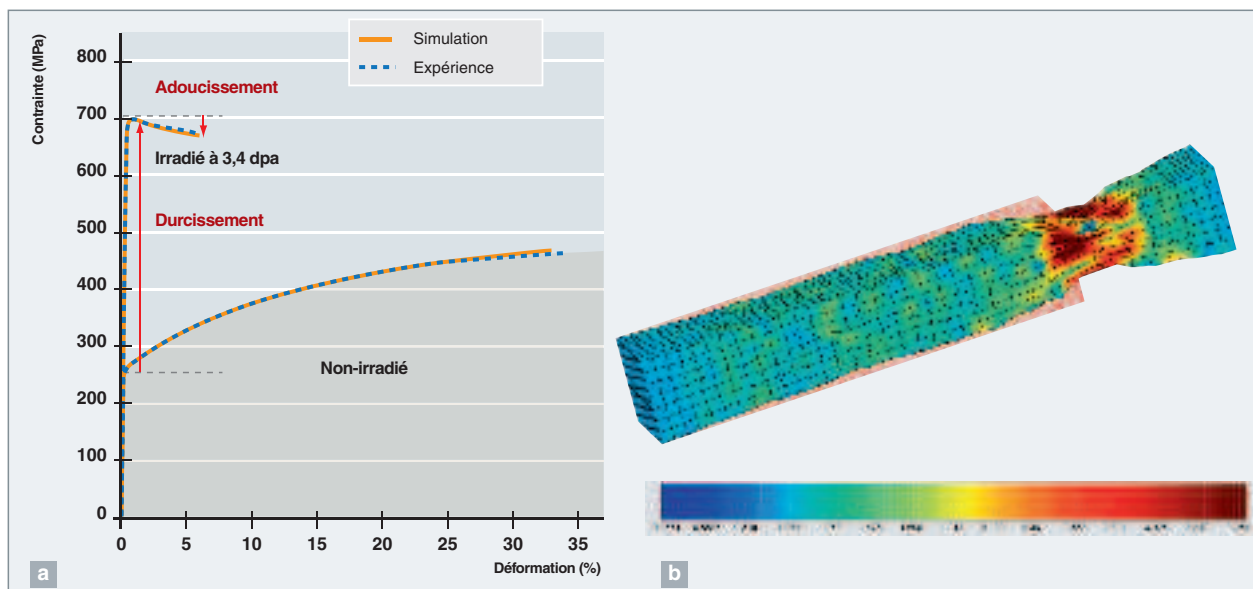 Contrainte (MPa)
800
700
600
500
400
300
200
100
0
Simulation
Expérience
Adoucissement
Irradié à 3,4 dpa
Durcissement
Non-irradié
0 5 10 15 20 25 30 35
Déformation (%)
a
b